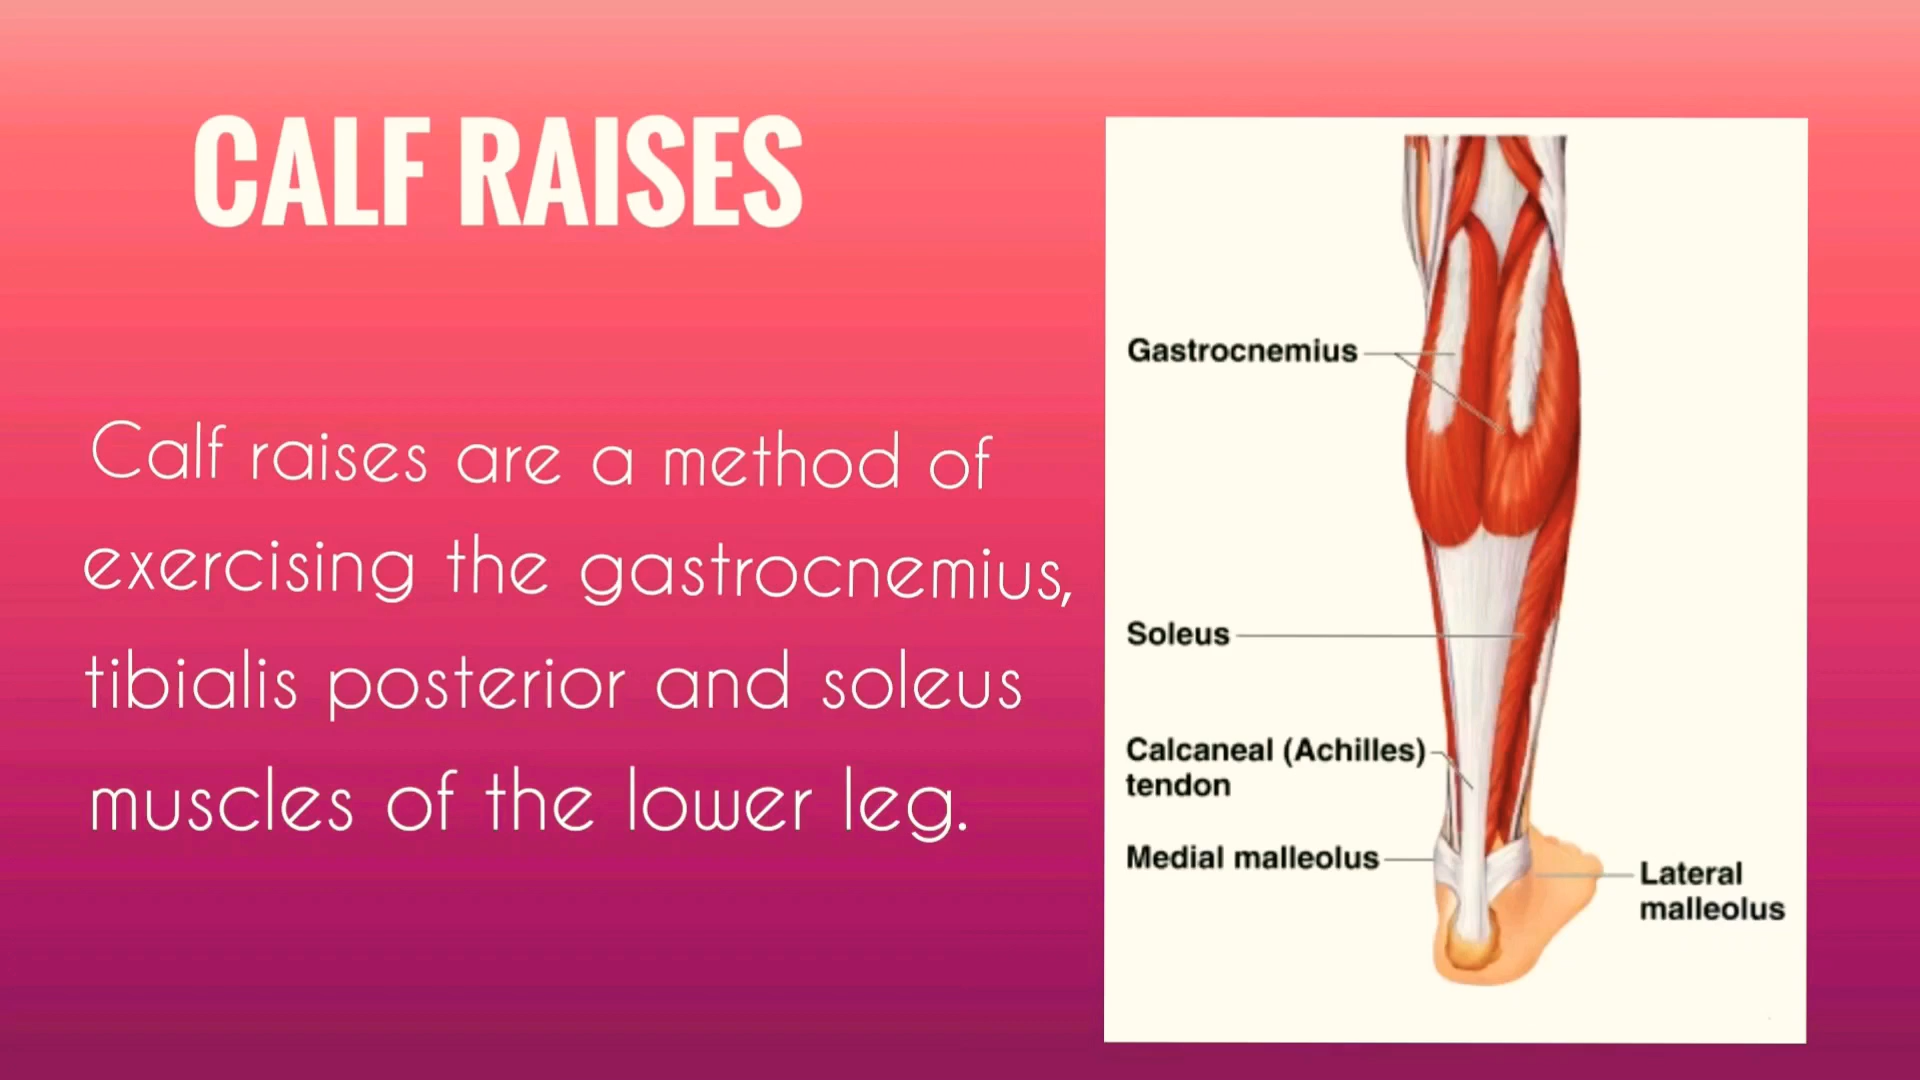 CALF RAISES
Calf raises are a method of
exercising the gastrocnemius,
tibialis posterior and soleus
muscles of the lower leg.
Gastrocnemius
Soleus
Calcaneal (Achilles)
tendon
Medial malleolus
Lateral
malleolus